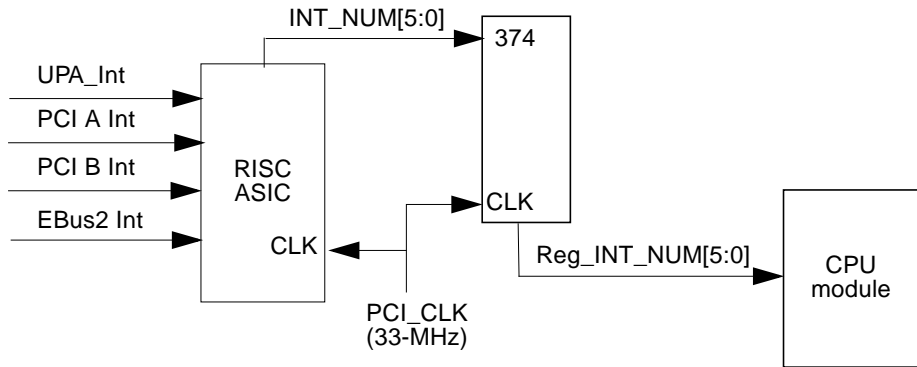 INT_NUM[5:0]
374
UPA_Int
PCI A Int
PCI B Int
EBus2 Int
RISC
ASIC
CLK
CLK
PCI_CLK
(33-MHz)
Reg_INT_NUM[5:0]
CPU
module